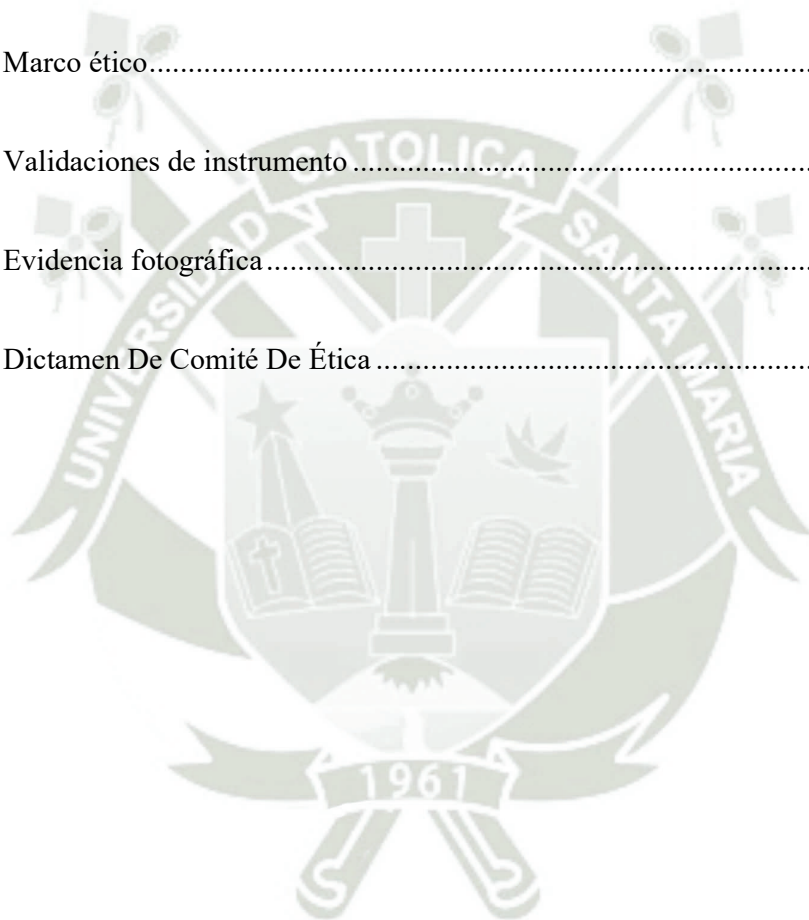 Marco ético...............................................................................
Validaciones de instrumento...............................................................
Evidencia fotográfica.....................................................................
Dictamen De Comité De Ética...............................................................
UNIVERSIDAD CATOLICA SANTA MARIA
1961